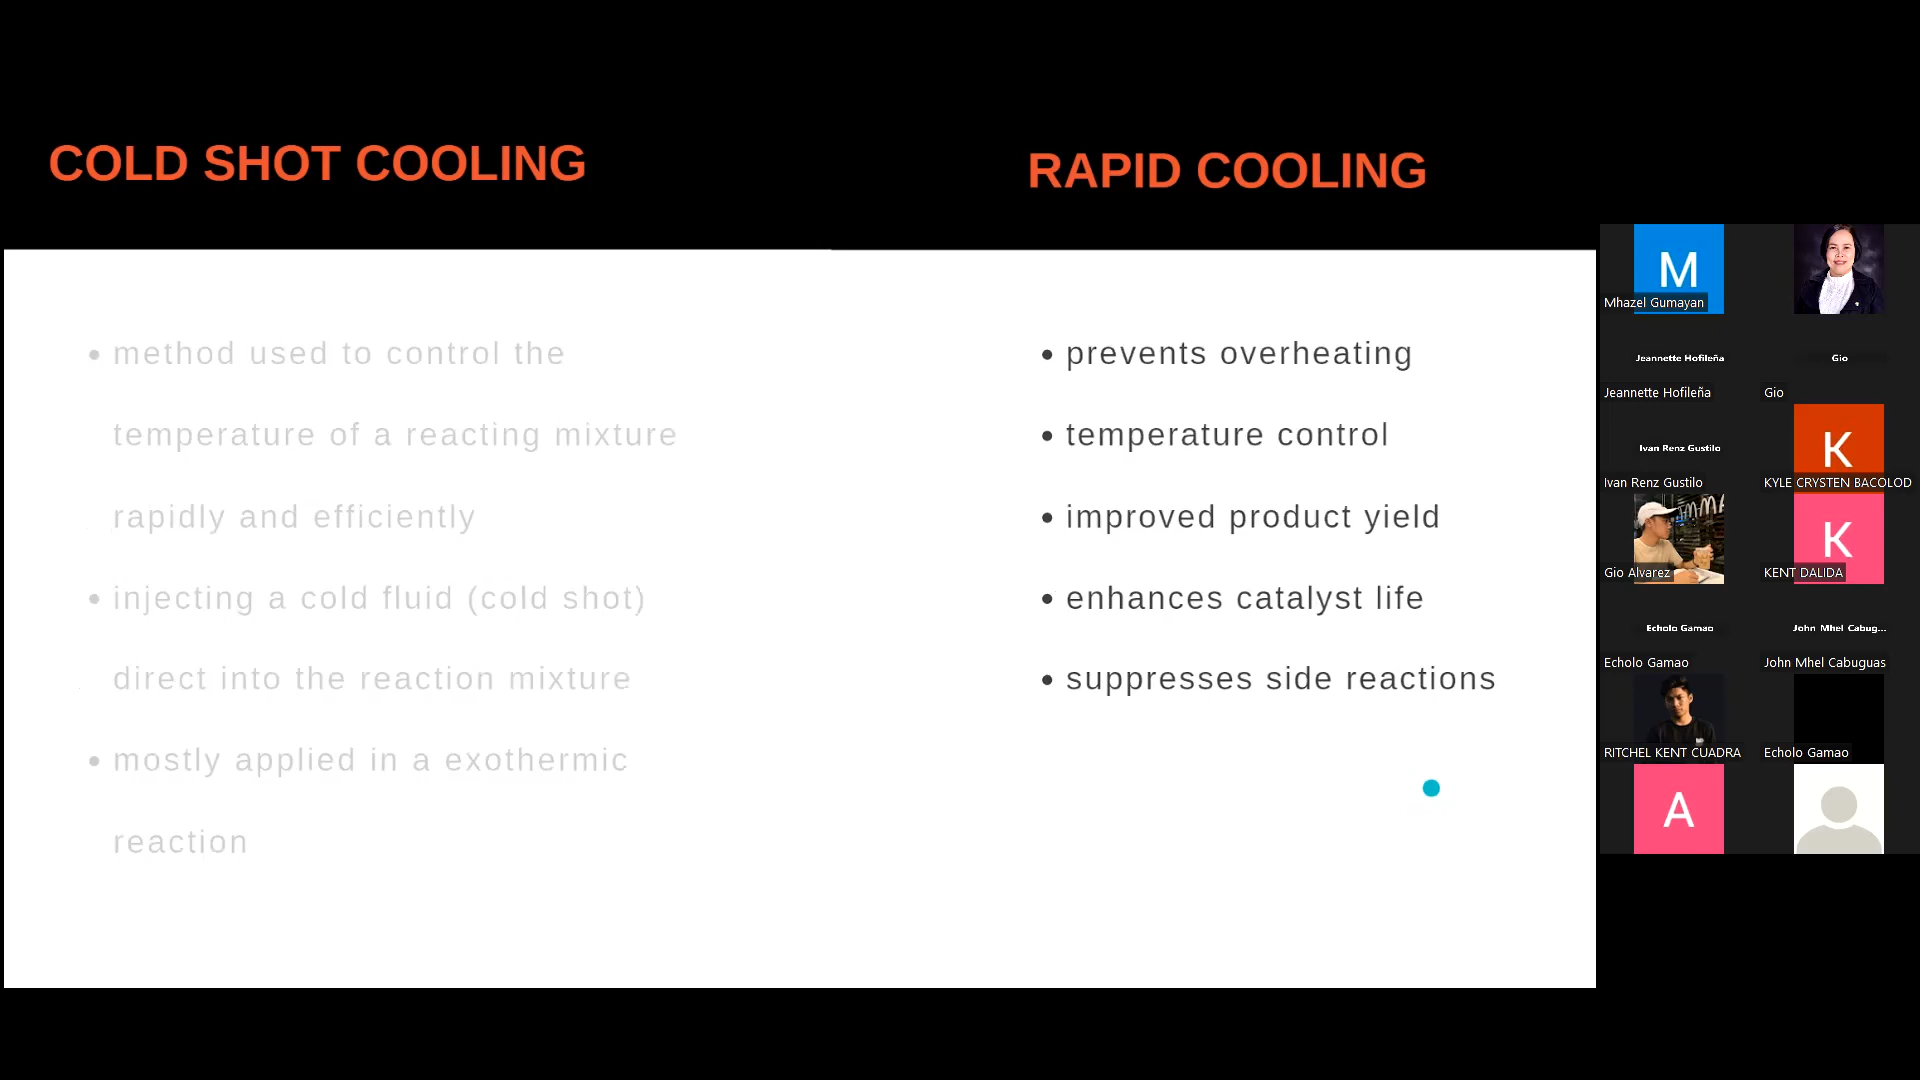 COLD SHOT COOLING
method used to control the
temperature of a reacting mixture
rapidly and efficiently
injecting a cold fluid (cold shot)
direct into the reaction mixture
mostly applied in a exothermic
reaction
RAPID COOLING
prevents overheating
temperature control
improved product yield
enhances catalyst life
suppresses side reactions
M
Mhazel Gumayan
Jeannette Hofileña
Jeannette Hofileña
Gio
Gio
Ivan Renz Gustilo
Ivan Renz Gustilo
K
KYLE CRYSTEN BACOLOD
Gio Alvarez
K
KENT DALIDA
Echolo Gamao
Echolo Gamao
John Mhel Cabug...
John Mhel Cabuguas
RITCHEL KENT CUADRA
Echolo Gamao
A